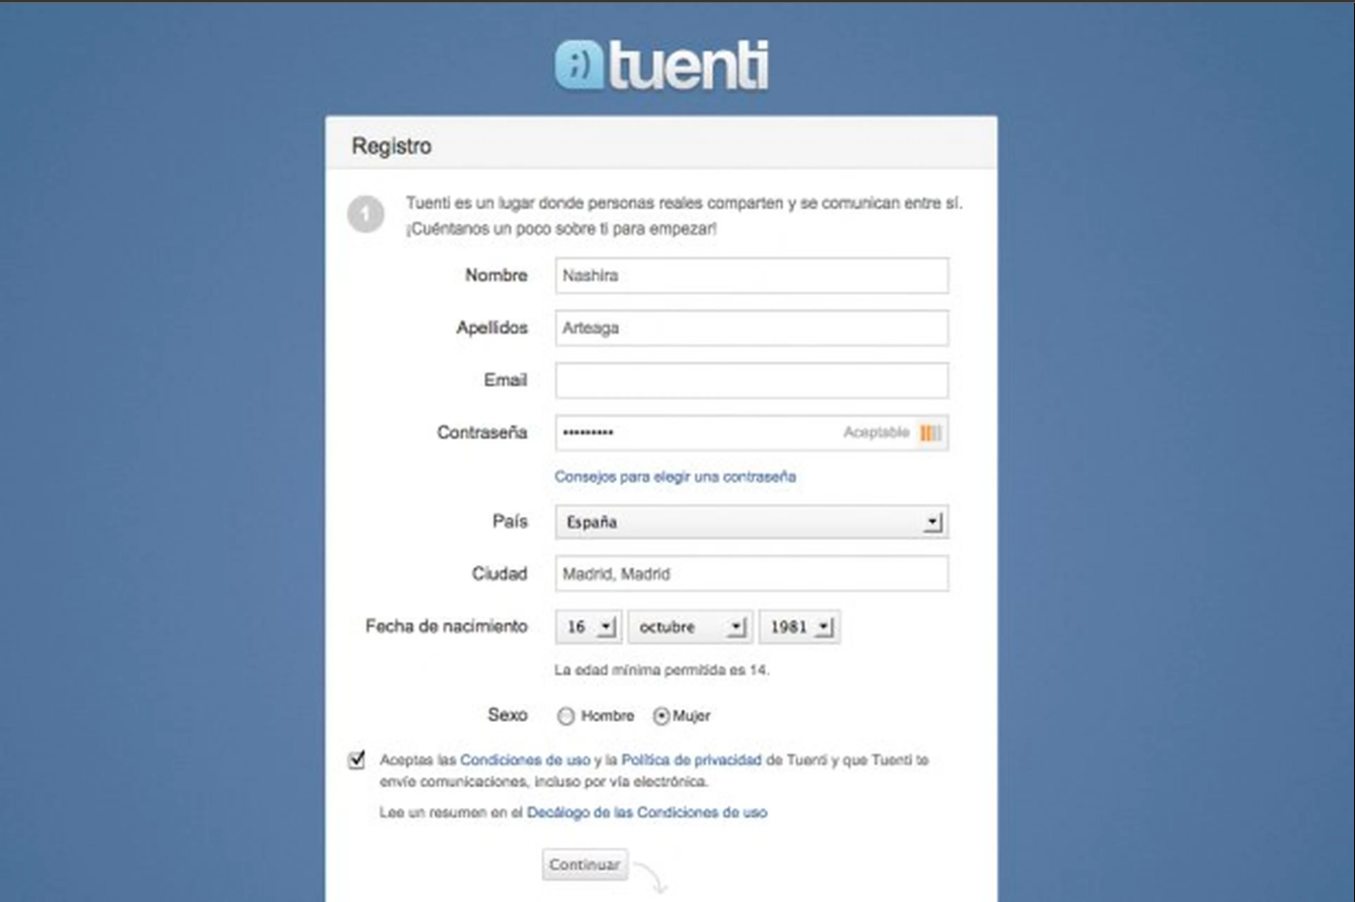 ;) tuenti
Registro
1
Tuenti es un lugar donde personas reales comparten y se comunican entre sí.
¡Cuéntanos un poco sobre ti para empezar!
Nombre Nashira
Apellidos Arteaga
Email
Contraseña ••••••••• Aceptable
Consejos para elegir una contraseña
País España
Ciudad Madrid, Madrid
Fecha de nacimiento 16 octubre 1981
La edad mínima permitida es 14.
Sexo Hombre Mujer
Aceptas las Condiciones de uso y la Política de privacidad de Tuenti y que Tuenti te
envíe comunicaciones, incluso por vía electrónica.
Lee un resumen en el Decálogo de las Condiciones de uso
Continuar